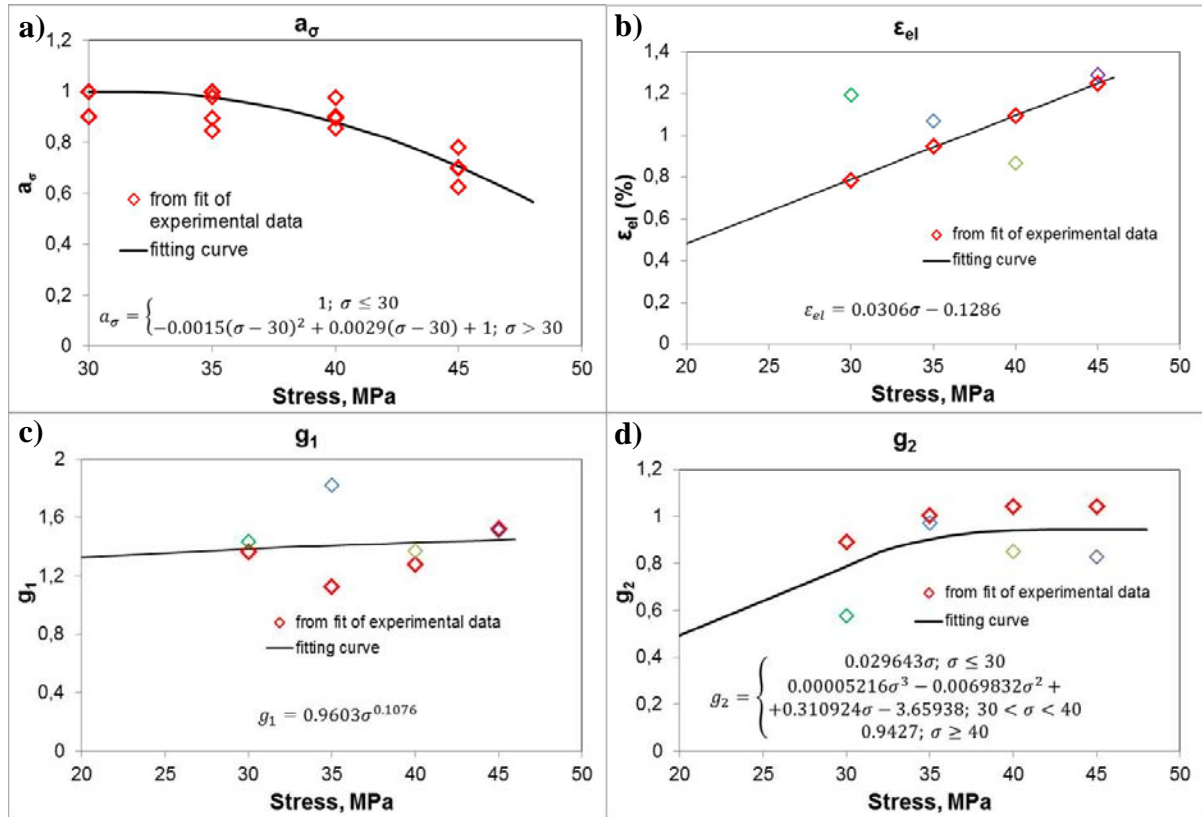 a)
a_σ
1,2
1
0,8
0,6
0,4
0,2
0
a_σ
from fit of
experimental data
fitting curve
a_σ = { 1; σ ≤ 30
−0.0015(σ − 30)² + 0.0029(σ − 30) + 1; σ > 30
30 35 40 45 50
Stress, MPa
b)
ε_el
1,4
1,2
1
0,8
0,6
0,4
0,2
0
ε_el (%)
from fit of experimental data
fitting curve
ε_el = 0.0306σ − 0.1286
20 25 30 35 40 45 50
Stress, MPa
c)
g₁
2
1,6
1,2
0,8
0,4
0
g₁
from fit of experimental data
fitting curve
g₁ = 0.9603σ^0.1076
20 25 30 35 40 45 50
Stress, MPa
d)
g₂
1,2
1
0,8
0,6
0,4
0,2
0
g₂
from fit of experimental data
fitting curve
g₂ = { 0.029643σ; σ ≤ 30
0.00005216σ³ − 0.0069832σ² +
+0.310924σ − 3.65938; 30 < σ < 40
0.9427; σ ≥ 40
20 25 30 35 40 45 50
Stress, MPa